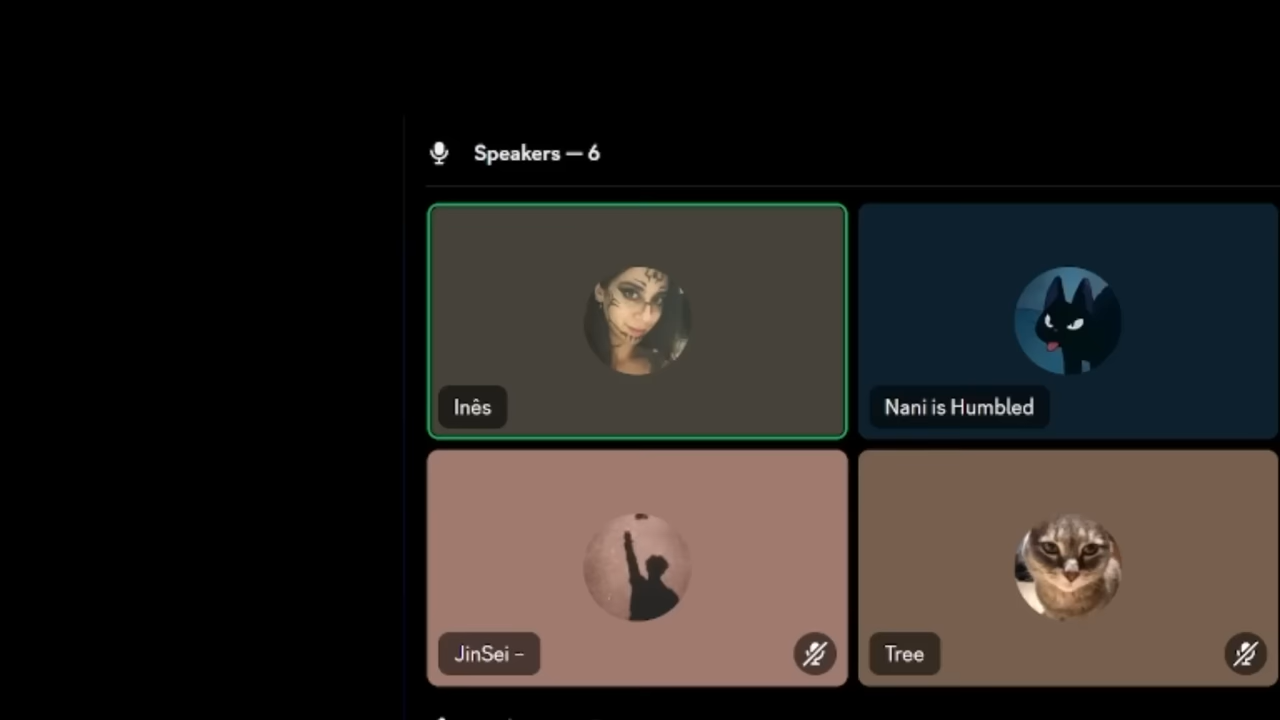 Speakers — 6
Inês
Nani is Humbled
JinSei –
Tree